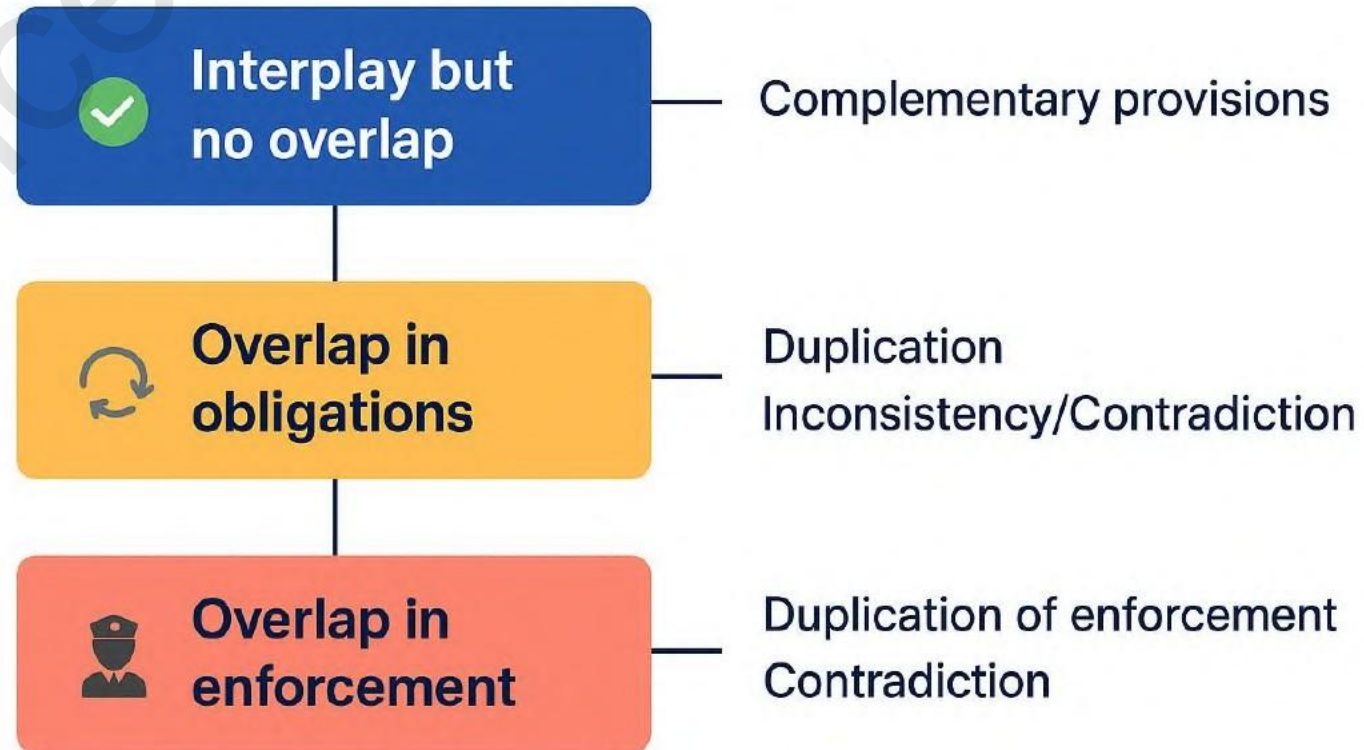 Interplay but
no overlap
Complementary provisions
Overlap in
obligations
Duplication
Inconsistency/Contradiction
Overlap in
enforcement
Duplication of enforcement
Contradiction